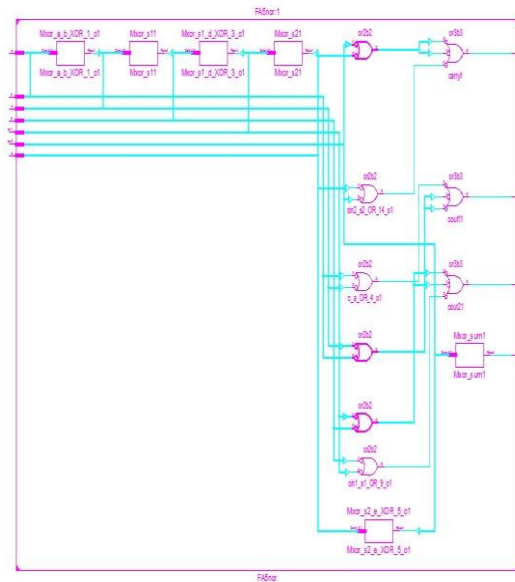 FA5nor:1
Mxor_a_b_XOR_1_o1
Mxor_s11
Mxor_s1_d_XOR_3_o1
Mxor_s21
or2b2
or3b3
Mxor_a_b_XOR_1_o1
Mxor_s11
Mxor_s1_d_XOR_3_o1
Mxor_s21
carry1
or2b2
or3b3
cin2_s2_OR_14_o1
cout11
or2b2
or3b3
c_a_OR_4_o1
cout21
or2b2
Mxor_sum1
Mxor_sum1
or2b2
or2b2
cin1_s1_OR_9_o1
Mxor_s2_e_XOR_5_o1
Mxor_s2_e_XOR_5_o1
FA5nor